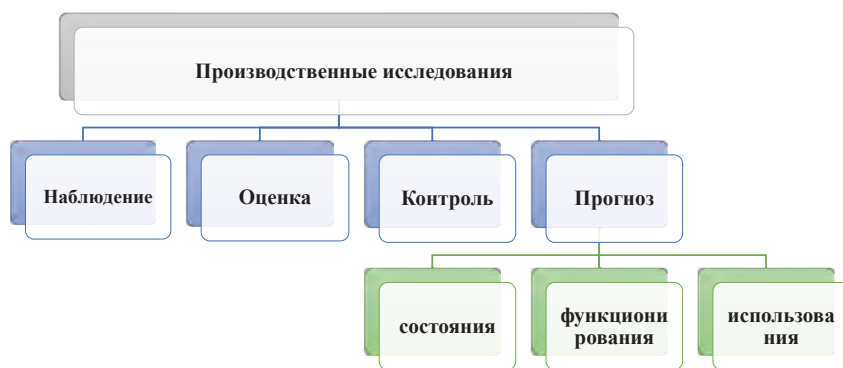 Производственные исследования
Наблюдение
Оценка
Контроль
Прогноз
состояния
функциони
рования
использова
ния